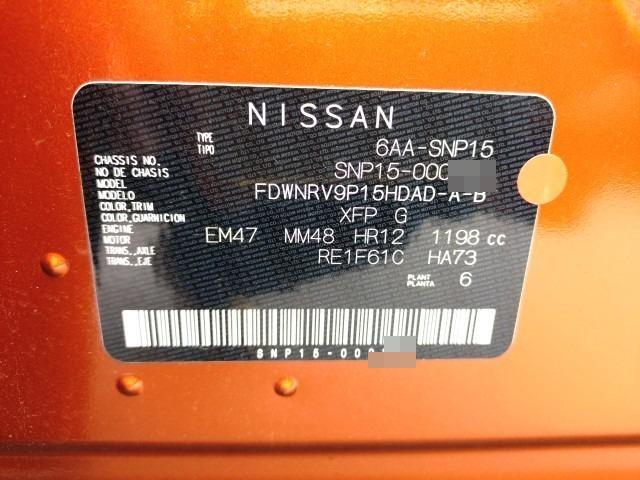 NISSAN
TYPE
TIPO 6AA-SNP15
CHASSIS NO.
NO DE CHASIS SNP15-000
MODEL
MODELO FDWNRV9P15HDAD-A-B
COLOR,TRIM
COLOR,GUARNICION XFP G
ENGINE
MOTOR EM47 MM48 HR12 1198 cc
TRANS.,AXLE
TRANS.,EJE RE1F61C HA73
PLANT
PLANTA 6
SNP15-000